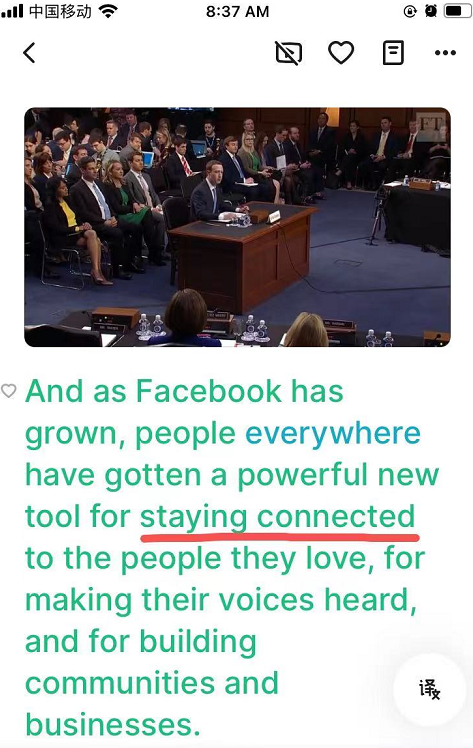 中国移动
8:37 AM
FT
And as Facebook has
grown, people everywhere
have gotten a powerful new
tool for staying connected
to the people they love, for
making their voices heard,
and for building
communities and
businesses.
译文